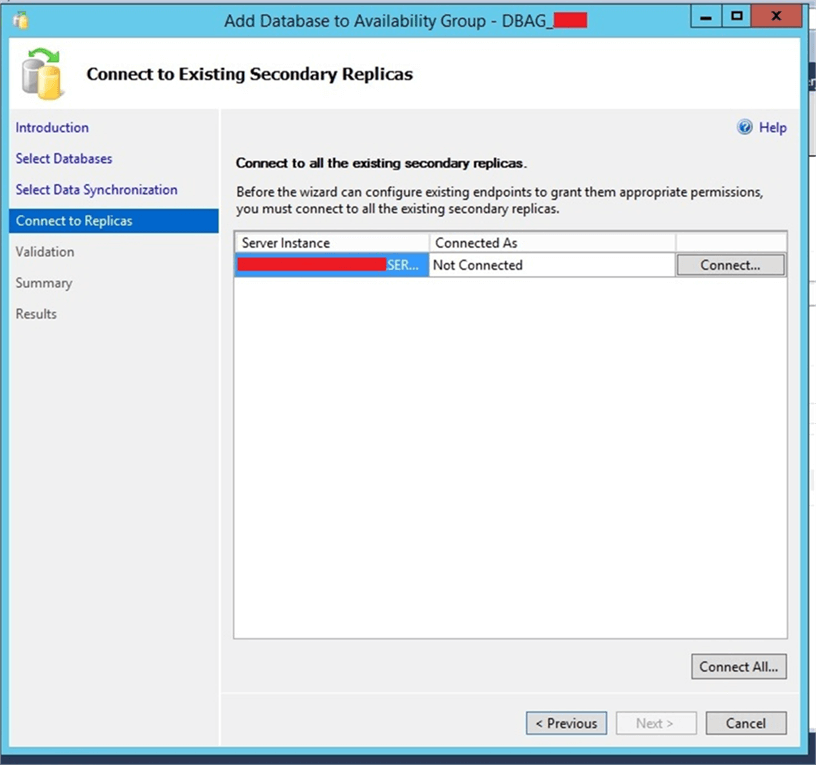 Add Database to Availability Group - DBAG_
Connect to Existing Secondary Replicas
Introduction
Select Databases
Select Data Synchronization
Connect to Replicas
Validation
Summary
Results
Help
Connect to all the existing secondary replicas.
Before the wizard can configure existing endpoints to grant them appropriate permissions,
you must connect to all the existing secondary replicas.
Server Instance Connected As
SER... Not Connected Connect...
Connect All...
< Previous Next > Cancel